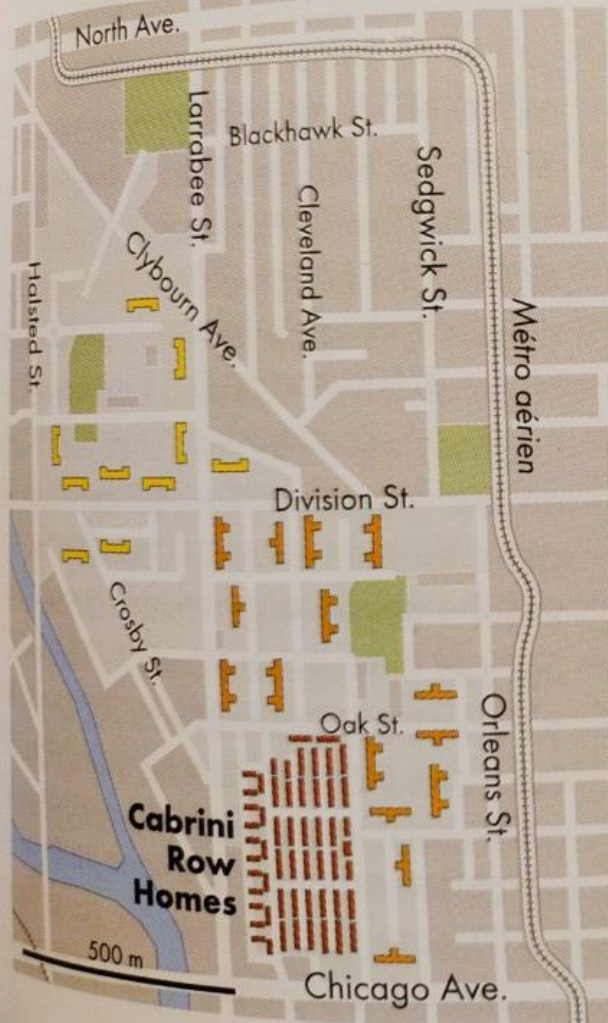 North Ave.
Larrabee St.
Blackhawk St.
Sedgwick St.
Cleveland Ave.
Clybourn Ave.
Halsted St.
Métro aérien
Division St.
Crosby St.
Oak St.
Orleans St.
Cabrini
Row
Homes
500 m
Chicago Ave.